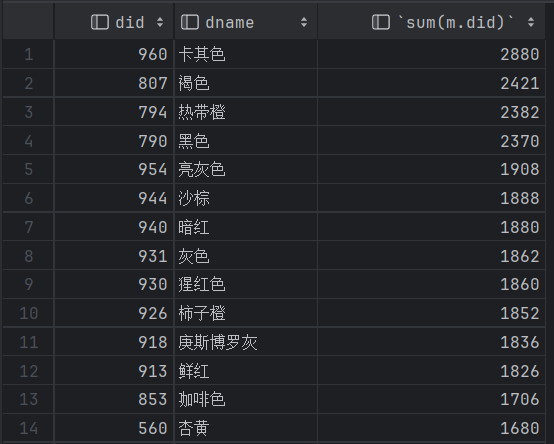 did dname `sum(m.did)`
1 960 卡其色 2880
2 807 褐色 2421
3 794 热带橙 2382
4 790 黑色 2370
5 954 亮灰色 1908
6 944 沙棕 1888
7 940 暗红 1880
8 931 灰色 1862
9 930 猩红色 1860
10 926 柿子橙 1852
11 918 庚斯博罗灰 1836
12 913 鲜红 1826
13 853 咖啡色 1706
14 560 杏黄 1680